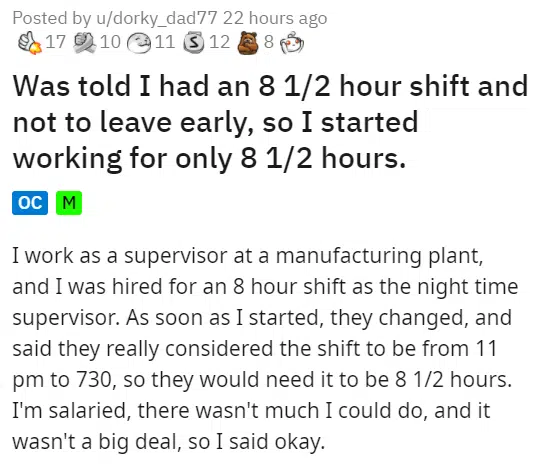 Posted by u/dorky_dad77 22 hours ago
17 10 11 S 12 8
Was told I had an 8 1/2 hour shift and
not to leave early, so I started
working for only 8 1/2 hours.
OC M
I work as a supervisor at a manufacturing plant,
and I was hired for an 8 hour shift as the night time
supervisor. As soon as I started, they changed, and
said they really considered the shift to be from 11
pm to 730, so they would need it to be 8 1/2 hours.
I'm salaried, there wasn't much I could do, and it
wasn't a big deal, so I said okay.